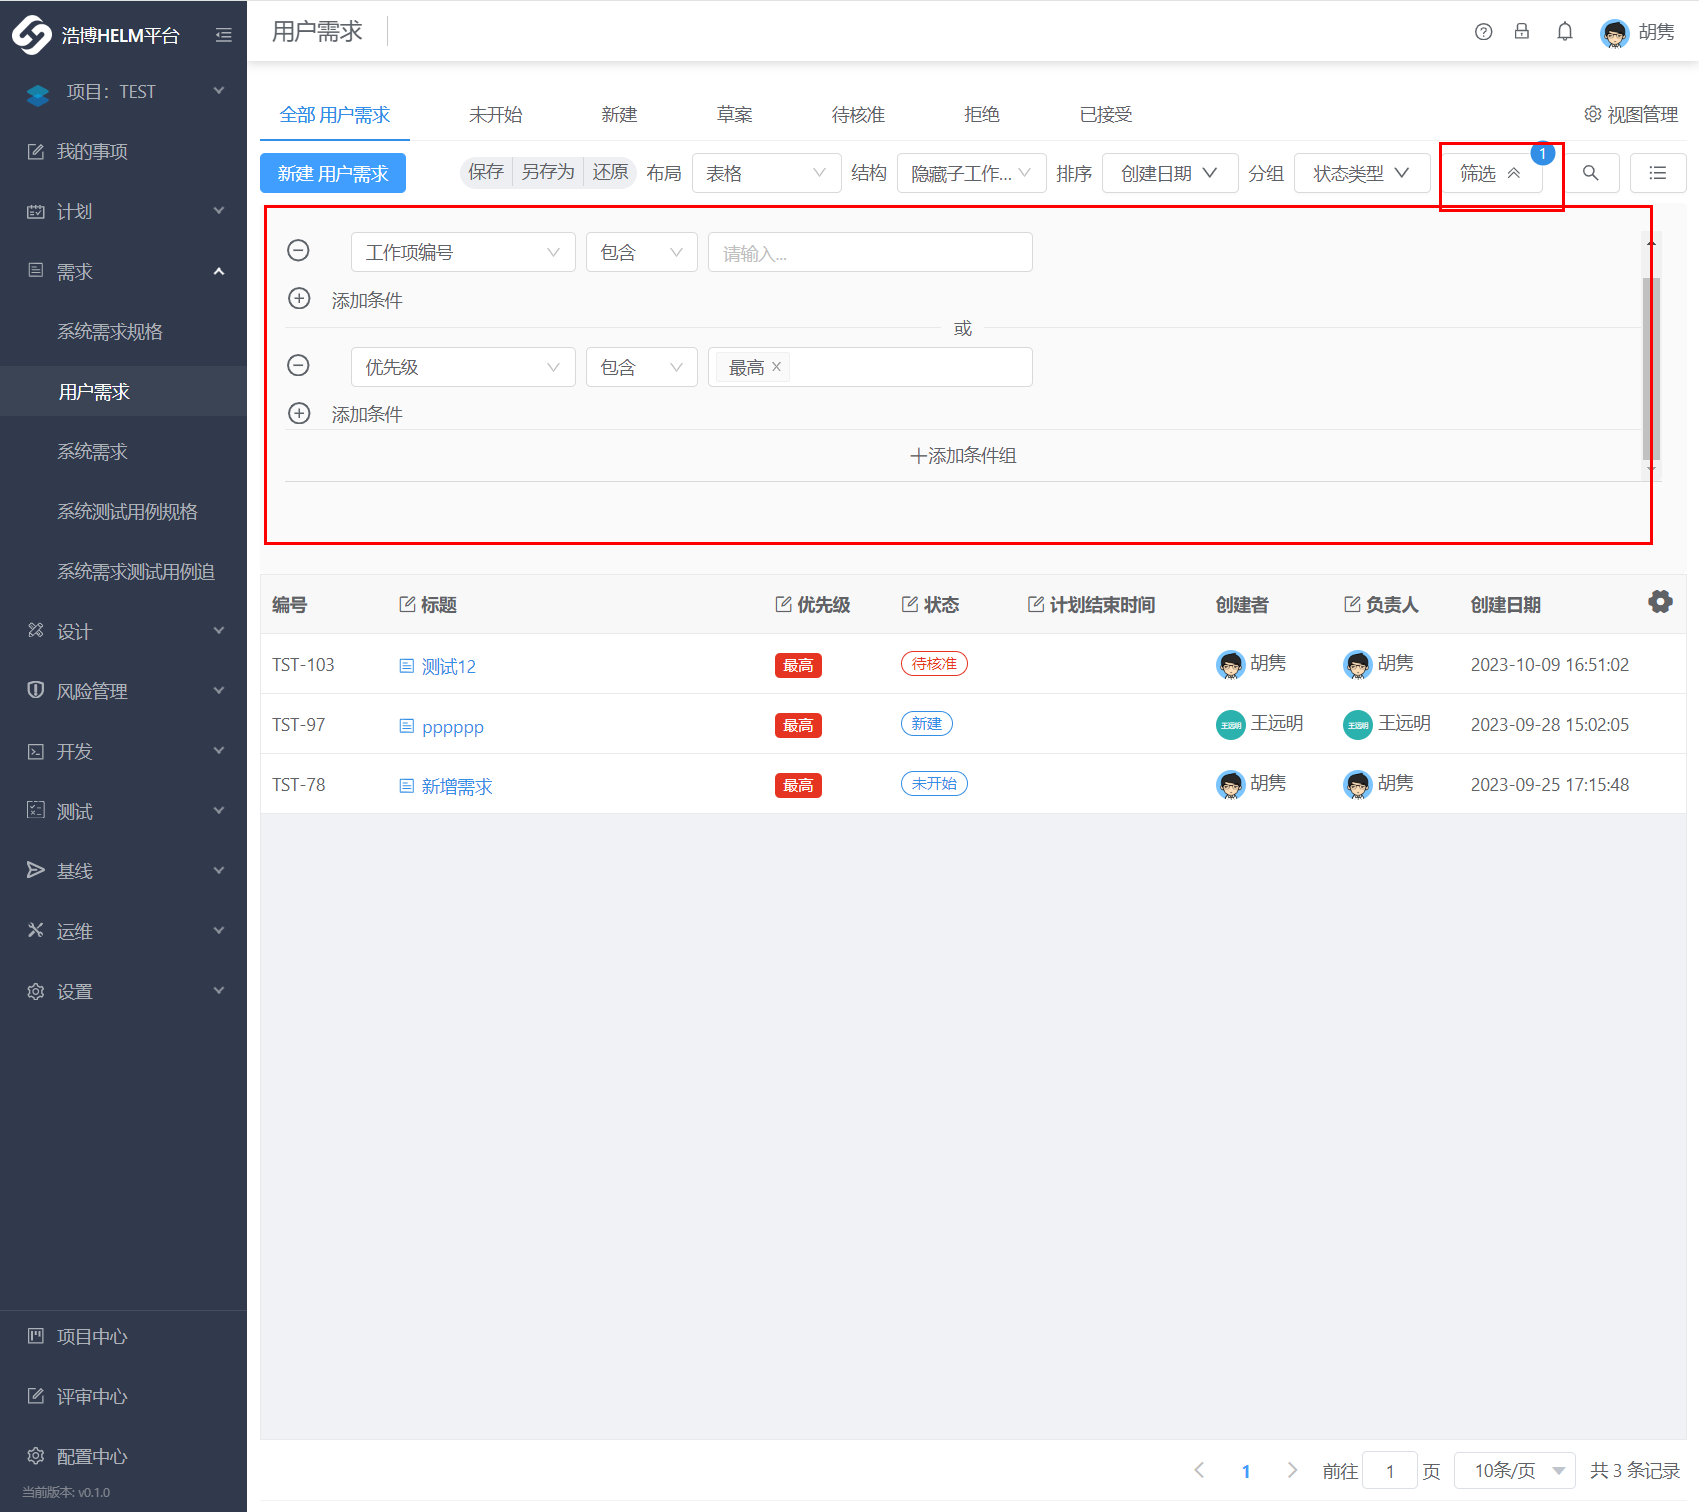 浩博HELM平台
项目：TEST
我的事项
计划
需求
系统需求规格
用户需求
系统需求
系统测试用例规格
系统需求测试用例追
设计
风险管理
开发
测试
基线
运维
设置
项目中心
评审中心
配置中心
当前版本: v0.1.0
用户需求
胡隽
全部 用户需求 未开始 新建 草案 待核准 拒绝 已接受 视图管理
新建 用户需求 保存 另存为 还原 布局 表格 结构 隐藏子工作... 排序 创建日期 分组 状态类型 筛选 1
工作项编号 包含 请输入...
添加条件
或
优先级 包含 最高 ×
添加条件
+添加条件组
编号 标题 优先级 状态 计划结束时间 创建者 负责人 创建日期
TST-103 测试12 最高 待核准 胡隽 胡隽 2023-10-09 16:51:02
TST-97 pppppp 最高 新建 王远明 王远明 王远明 王远明 2023-09-28 15:02:05
TST-78 新增需求 最高 未开始 胡隽 胡隽 2023-09-25 17:15:48
1 前往 1 页 10条/页 共 3 条记录